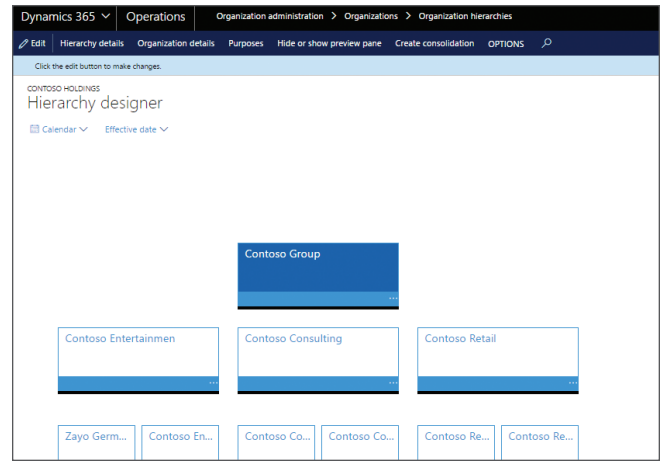 Dynamics 365 Operations Organization administration > Organizations > Organization hierarchies
Edit Hierarchy details Organization details Purposes Hide or show preview pane Create consolidation OPTIONS
Click the edit button to make changes.
CONTOSO HOLDINGS
Hierarchy designer
Calendar Effective date
Contoso Group
...
Contoso Entertainmen Contoso Consulting Contoso Retail
... ... ...
Zayo Germ... Contoso En... Contoso Co... Contoso Co... Contoso Re... Contoso Re...